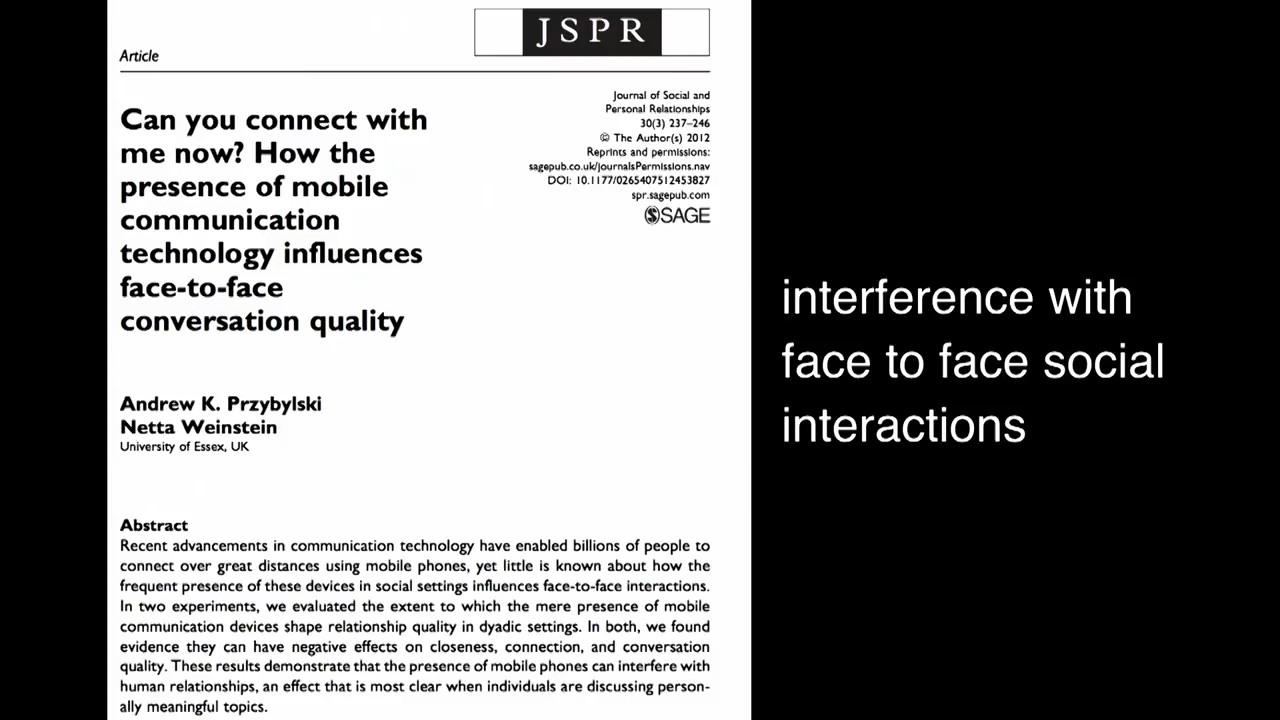 JSPR
Article
Journal of Social and
Personal Relationships
30(3) 237–246
© The Author(s) 2012
Reprints and permissions:
sagepub.co.uk/journalsPermissions.nav
DOI: 10.1177/0265407512453827
spr.sagepub.com
SAGE
Can you connect with
me now? How the
presence of mobile
communication
technology influences
face-to-face
conversation quality
Andrew K. Przybylski
Netta Weinstein
University of Essex, UK
Abstract
Recent advancements in communication technology have enabled billions of people to
connect over great distances using mobile phones, yet little is known about how the
frequent presence of these devices in social settings influences face-to-face interactions.
In two experiments, we evaluated the extent to which the mere presence of mobile
communication devices shape relationship quality in dyadic settings. In both, we found
evidence they can have negative effects on closeness, connection, and conversation
quality. These results demonstrate that the presence of mobile phones can interfere with
human relationships, an effect that is most clear when individuals are discussing person-
ally meaningful topics.
interference with
face to face social
interactions